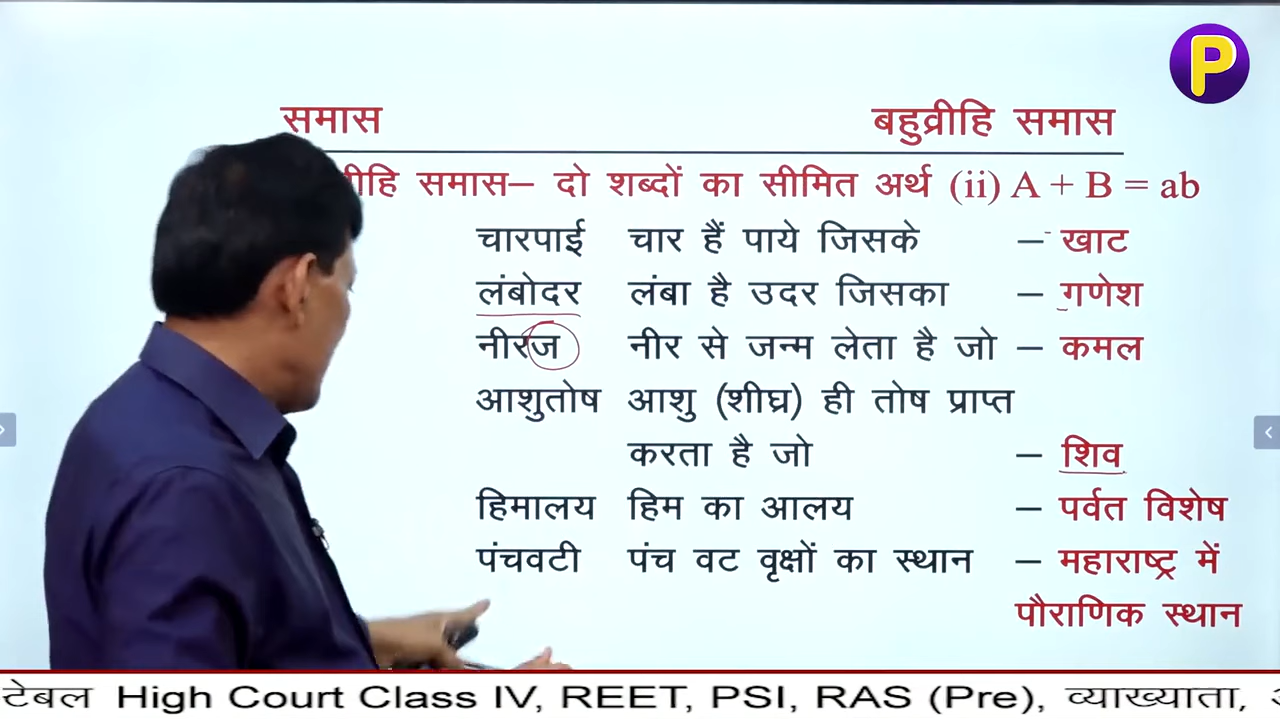 P
समास बहुव्रीहि समास
समास– दो शब्दों का सीमित अर्थ (ii) A + B = ab
चारपाई चार हैं पाये जिसके – खाट
लंबोदर लंबा है उदर जिसका – गणेश
नीरज नीर से जन्म लेता है जो – कमल
आशुतोष आशु (शीघ्र) ही तोष प्राप्त
करता है जो – शिव
हिमालय हिम का आलय – पर्वत विशेष
पंचवटी पंच वट वृक्षों का स्थान – महाराष्ट्र में
पौराणिक स्थान
टेबल High Court Class IV, REET, PSI, RAS (Pre), व्याख्याता,